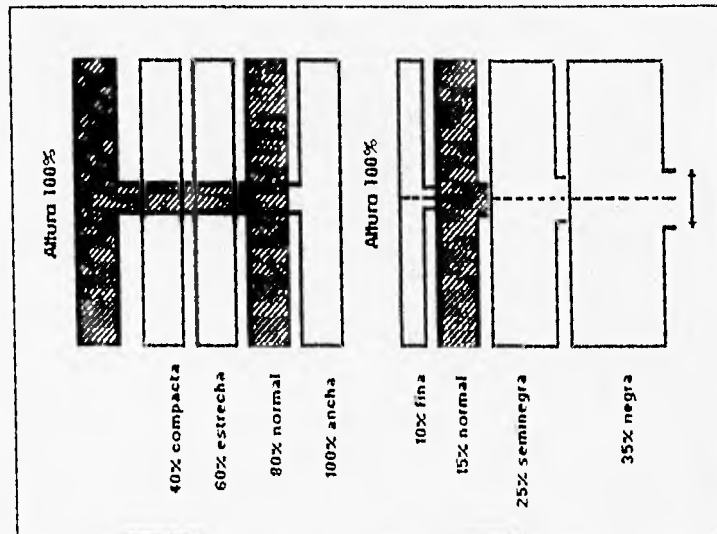 Altura 100%
40% compacta
60% estrecha
80% normal
100% ancha
Altura 100%
10% fina
15% normal
25% seminegra
35% negra